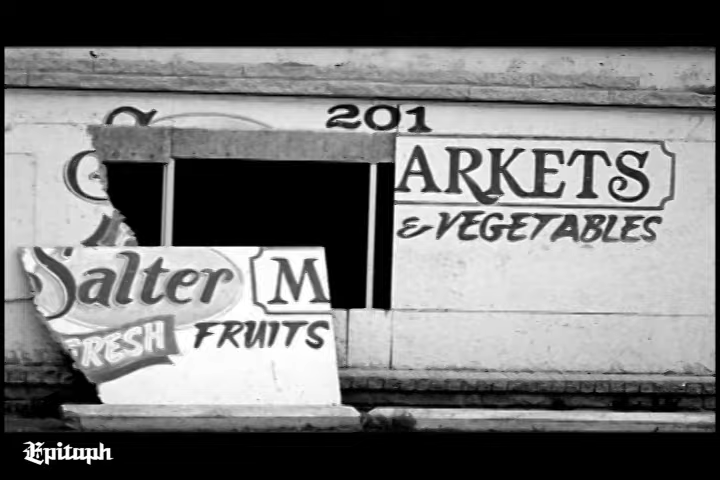 201
ARKETS
& VEGETABLES
Salter M
FRESH FRUITS
Epitaph